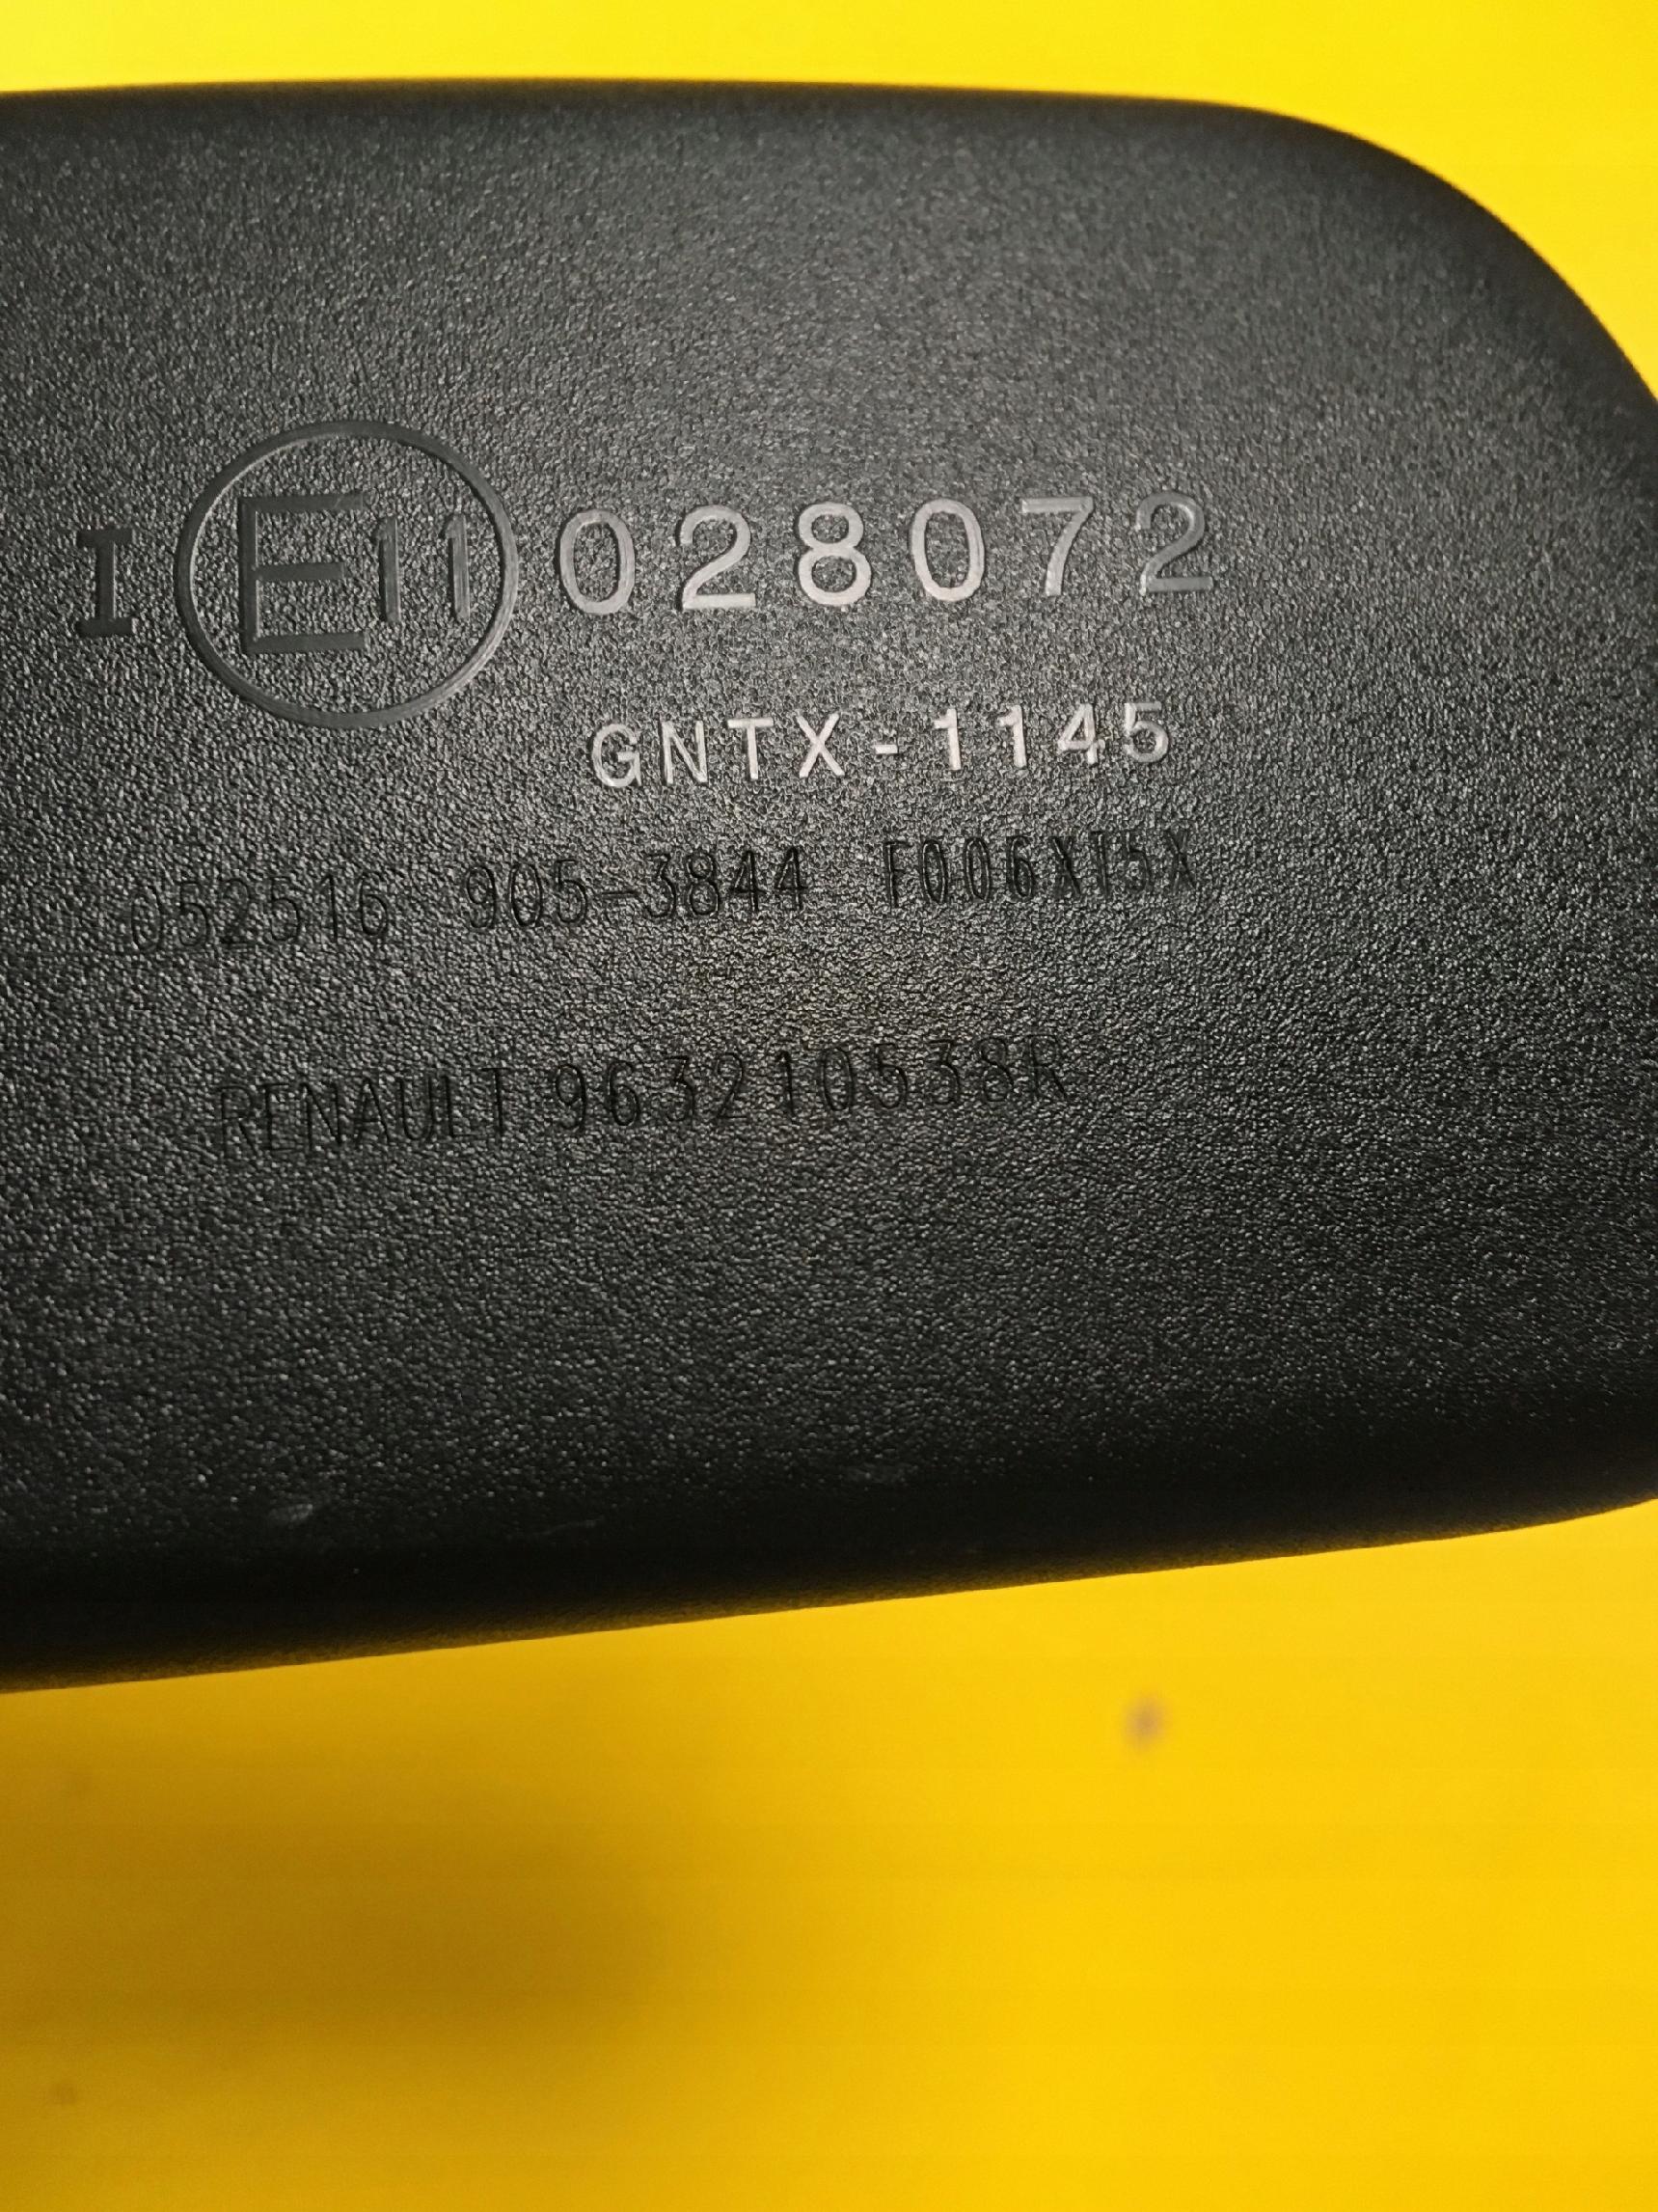 I E11 028072
GNTX-1145
052516 905-3844 F006XT5X
RENAULT 963210538R